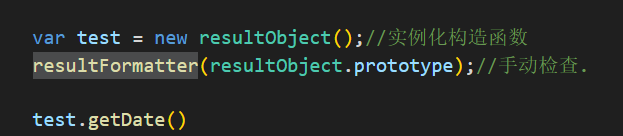 var test = new resultObject();//实例化构造函数
resultFormatter(resultObject.prototype);//手动检查.
test.getDate()